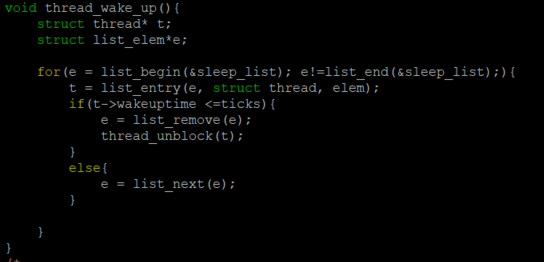 void thread_wake_up(){
    struct thread* t;
    struct list_elem*e;

    for(e = list_begin(&sleep_list); e!=list_end(&sleep_list);){
        t = list_entry(e, struct thread, elem);
        if(t->wakeuptime <=ticks){
            e = list_remove(e);
            thread_unblock(t);
        }
        else{
            e = list_next(e);
        }

    }
}
/*